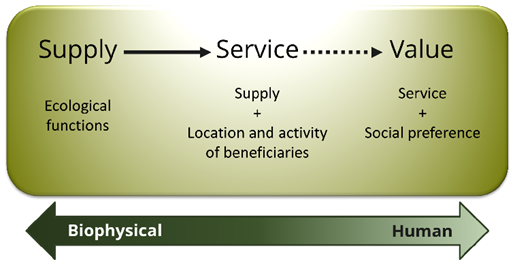 Supply
Service
Value
Ecological
functions
Supply
+
Location and activity
of beneficiaries
Service
+
Social preference
Biophysical
Human